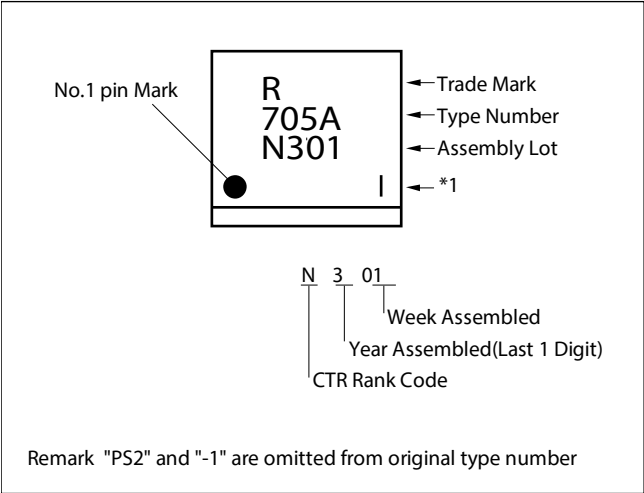 No.1 pin Mark
R
705A
N301
I
Trade Mark
Type Number
Assembly Lot
*1
N 3 01
Week Assembled
Year Assembled(Last 1 Digit)
CTR Rank Code
Remark "PS2" and "-1" are omitted from original type number